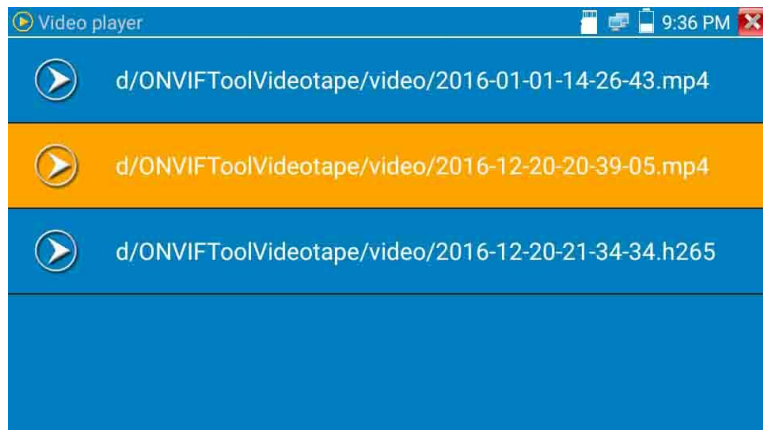 Video player
9:36 PM
d/ONVIFToolVideotape/video/2016-01-01-14-26-43.mp4
d/ONVIFToolVideotape/video/2016-12-20-20-39-05.mp4
d/ONVIFToolVideotape/video/2016-12-20-21-34-34.h265